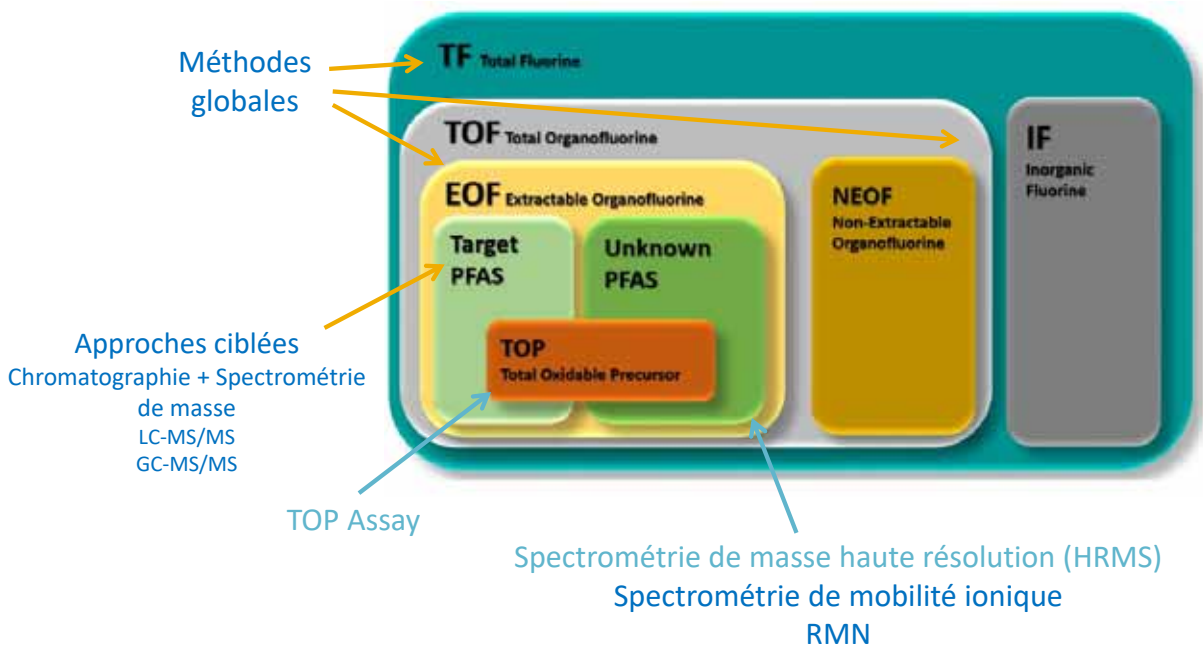 Méthodes
globales
TF Total Fluorine
TOF Total Organofluorine
EOF Extractable Organofluorine
Target
PFAS
Unknown
PFAS
TOP
Total Oxidable Precursor
NEOF
Non-Extractable
Organofluorine
IF
Inorganic
Fluorine
Approches ciblées
Chromatographie + Spectrométrie
de masse
LC-MS/MS
GC-MS/MS
TOP Assay
Spectrométrie de masse haute résolution (HRMS)
Spectrométrie de mobilité ionique
RMN